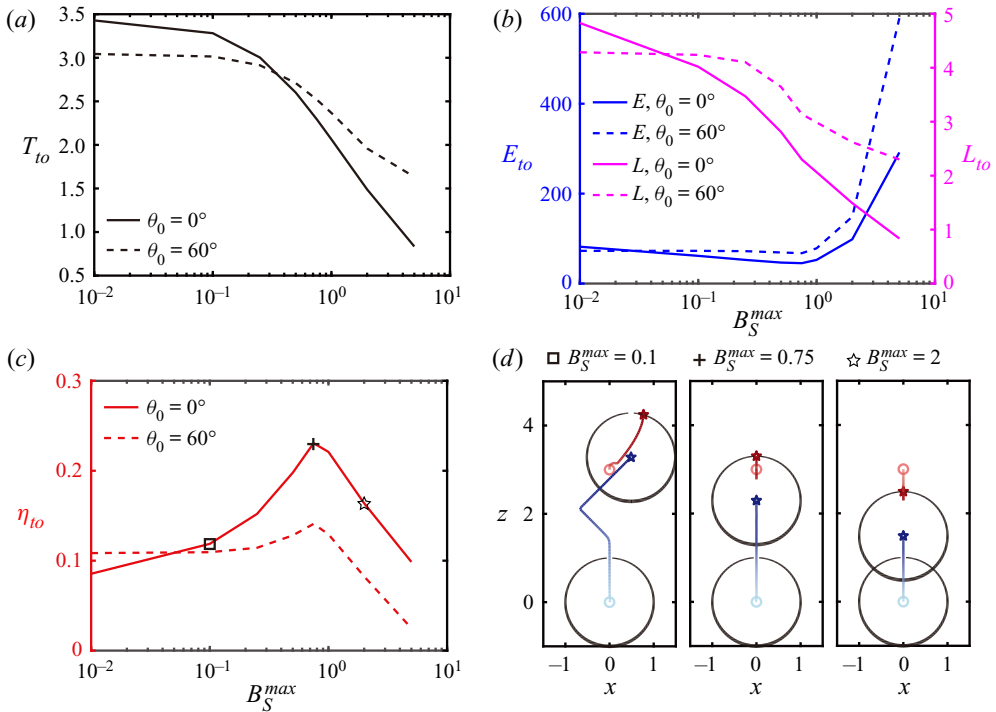 (a)
3.5
3.0
2.5
2.0
1.5
1.0
0.5
T_to
θ_0 = 0°
θ_0 = 60°
10^−2
10^−1
10^0
10^1
(b)
600
400
200
0
E_to
E, θ_0 = 0°
E, θ_0 = 60°
L, θ_0 = 0°
L, θ_0 = 60°
5
4
3
2
1
0
L_to
10^−2
10^−1
10^0
10^1
B_S^max
(c)
0.3
0.2
0.1
0
η_to
θ_0 = 0°
θ_0 = 60°
10^−2
10^−1
10^0
10^1
B_S^max
(d)
B_S^max = 0.1
B_S^max = 0.75
B_S^max = 2
4
2
0
z
−1 0 1
−1 0 1
−1 0 1
x
x
x